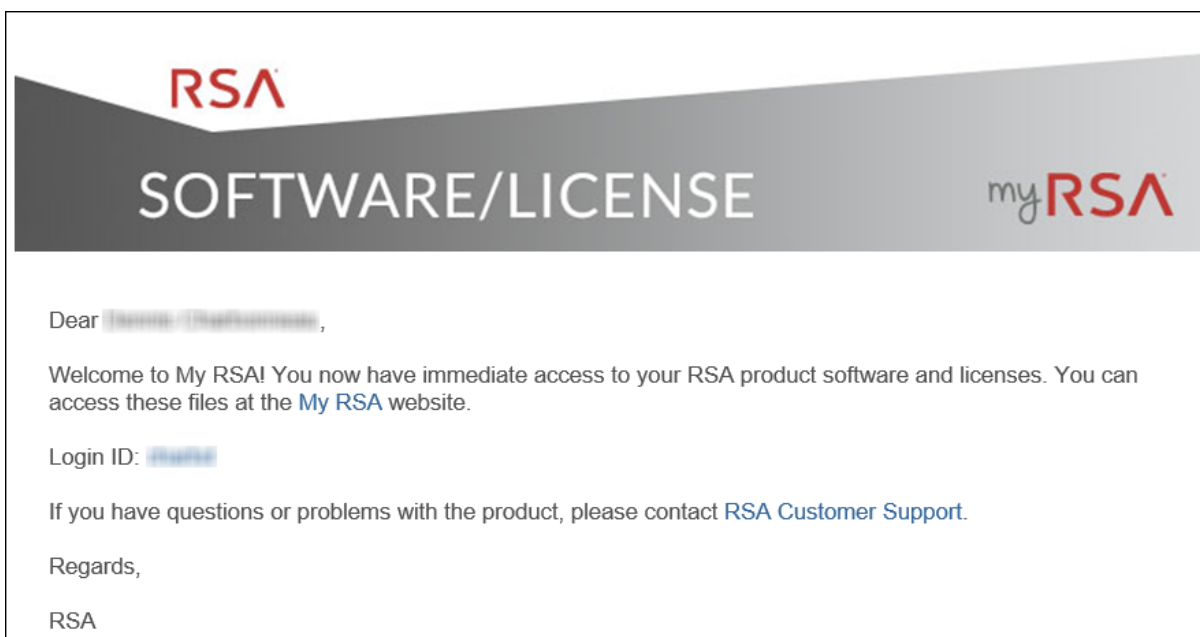 RSA
SOFTWARE/LICENSE
myRSA
Dear ,
Welcome to My RSA! You now have immediate access to your RSA product software and licenses. You can
access these files at the My RSA website.
Login ID:
If you have questions or problems with the product, please contact RSA Customer Support.
Regards,
RSA